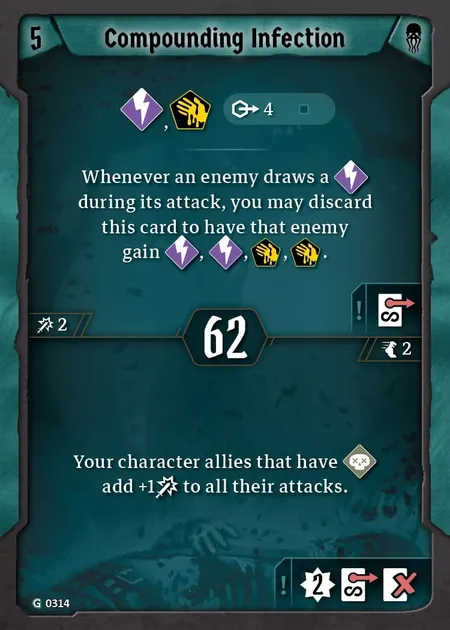 5 Compounding Infection
, 4
Whenever an enemy draws a
during its attack, you may discard
this card to have that enemy
gain , , , .
! ∞
2
62
2
Your character allies that have
add +1 to all their attacks.
! 2 ∞
G 0314